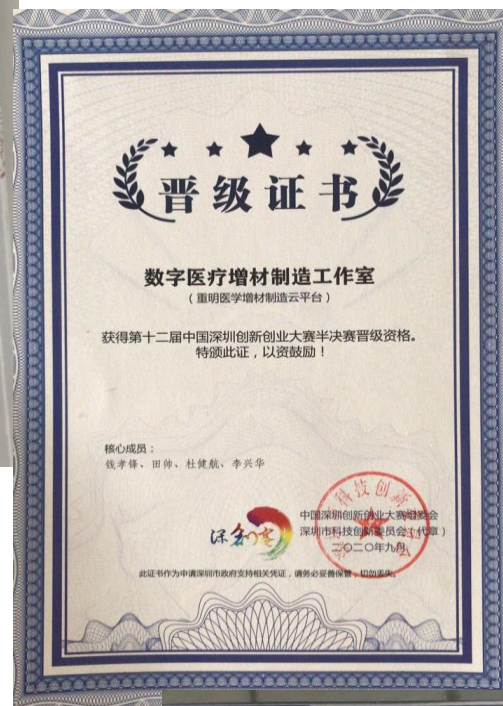 晋级证书
数字医疗增材制造工作室
（重明医学增材制造云平台）
获得第十二届中国深圳创新创业大赛半决赛晋级资格。
特颁此证，以资鼓励！
核心成员：
钱孝锋、田帅、杜健航、李兴华
深创赛
中国深圳创新创业大赛组委会
深圳市科技创新委员会（代章）
二〇二〇年九月
此证书作为申请深圳市政府支持相关凭证，请务必妥善保管，切勿丢失。